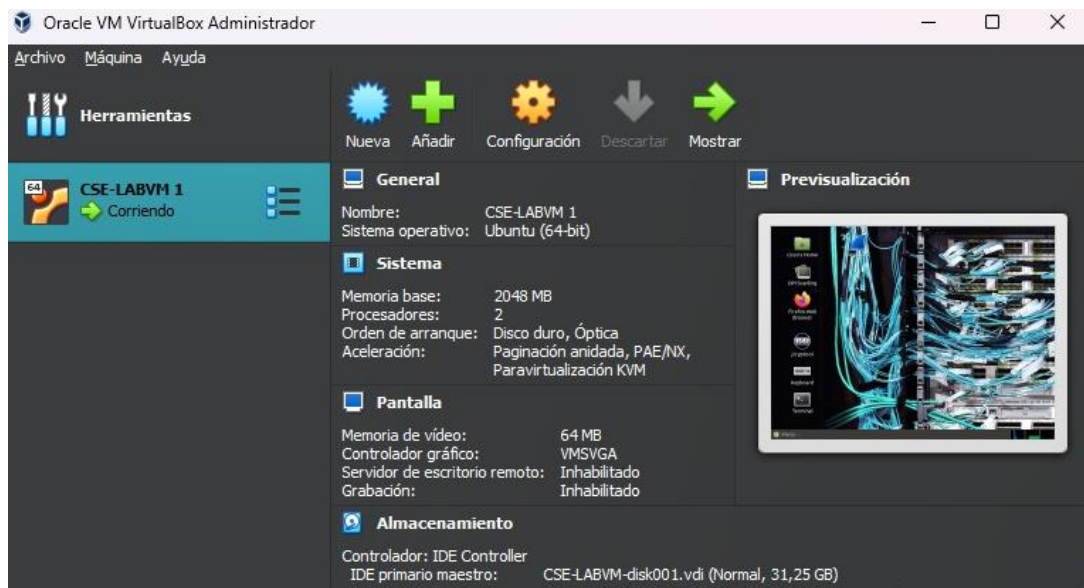 Oracle VM VirtualBox Administrador
Archivo Máquina Ayuda
Herramientas
Nueva Añadir Configuración Descartar Mostrar
64 CSE-LABVM 1
Corriendo
General
Nombre: CSE-LABVM 1
Sistema operativo: Ubuntu (64-bit)
Sistema
Memoria base: 2048 MB
Procesadores: 2
Orden de arranque: Disco duro, Óptica
Aceleración: Paginación anidada, PAE/NX,
Paravirtualización KVM
Pantalla
Memoria de vídeo: 64 MB
Controlador gráfico: VMSVGA
Servidor de escritorio remoto: Inhabilitado
Grabación: Inhabilitado
Almacenamiento
Controlador: IDE Controller
IDE primario maestro: CSE-LABVM-disk001.vdi (Normal, 31,25 GB)
Previsualización
Terminal